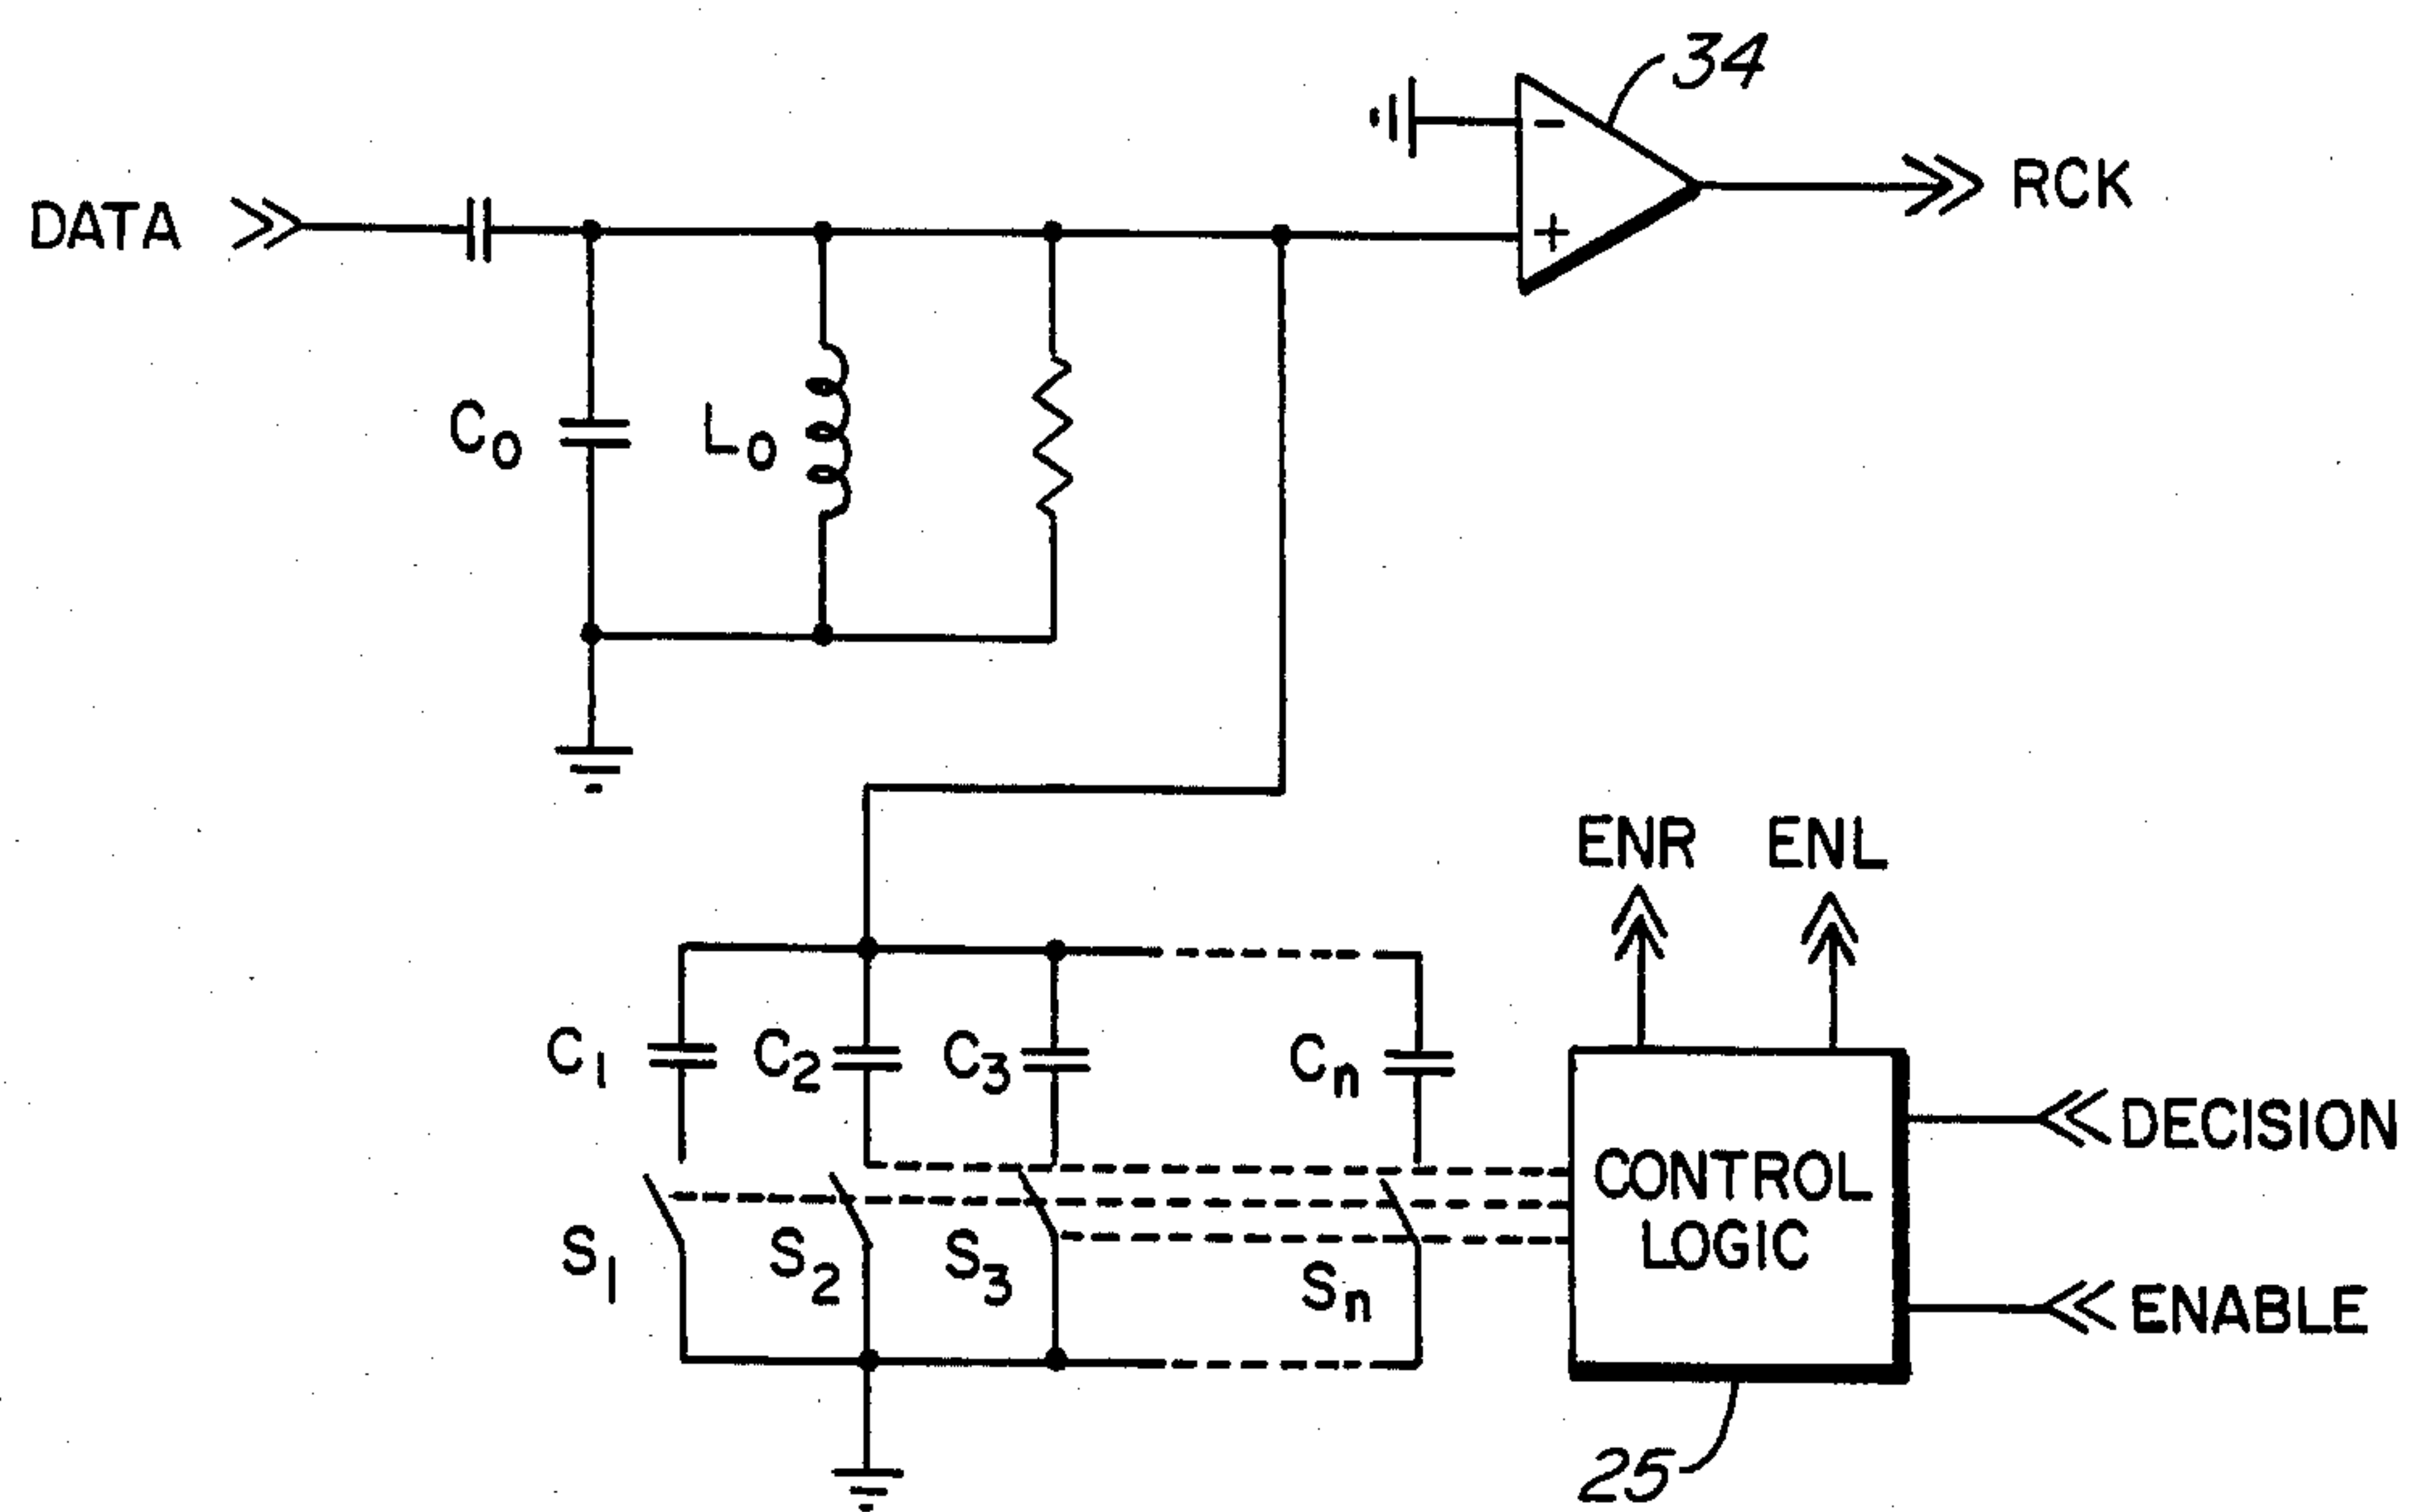 34
DATA
RCK
-
+
C0
L0
ENR
ENL
C1
C2
C3
Cn
DECISION
CONTROL
LOGIC
S1
S2
S3
Sn
ENABLE
25